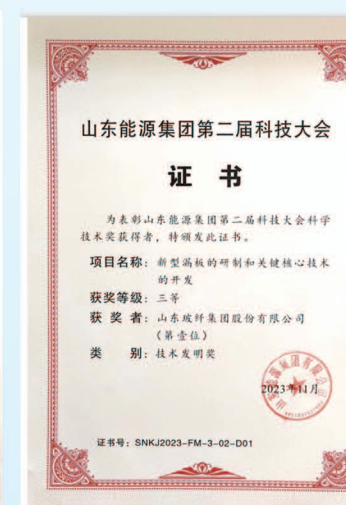 山东能源集团第二届科技大会
证 书
为表彰山东能源集团第二届科技大会科学
技术奖获得者，特颁发此证书。
项目名称：新型漏板的研制和关键核心技术
的开发
获奖等级：三等
获 奖 者：山东玻纤集团股份有限公司
（第壹位）
类 别：技术发明奖
2023年11月
证书号：SNKJ2023-FM-3-02-D01